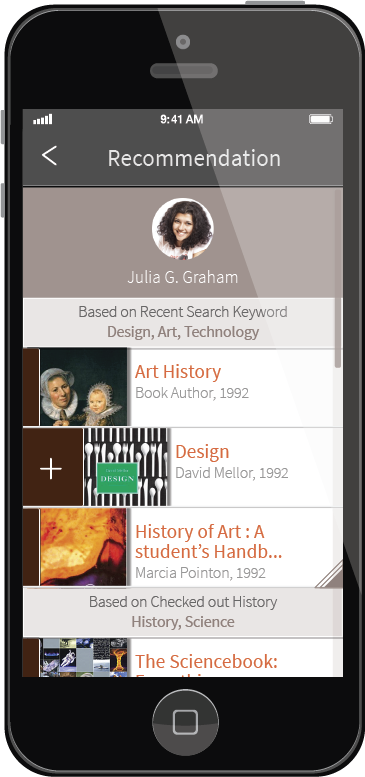 9:41 AM
Recommendation
Julia G. Graham
Based on Recent Search Keyword
Design, Art, Technology
Art History
Book Author, 1992
DESIGN
Design
David Mellor, 1992
History of Art : A
student’s Handb...
Marcia Pointon, 1992
Based on Checked out History
History, Science
The Sciencebook: